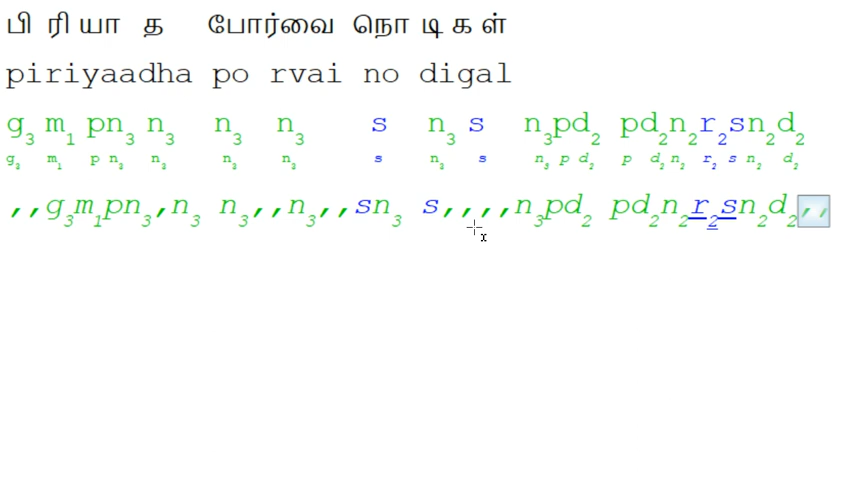 பி ரி யா த போர்வை நொ டி க ள்
piriyaadha po rvai no digal
g3 m1 pn3 n3 n3 n3 s n3 s n3pd2 pd2n2r2sn2d2
g3 m1 p n3 n3 n3 n3 s n3 s n3 p d2 p d2 n2 r2 s n2 d2
,,g3m1pn3,n3 n3,,n3,,sn3 s,,,,n3pd2 pd2n2r2sn2d2,,